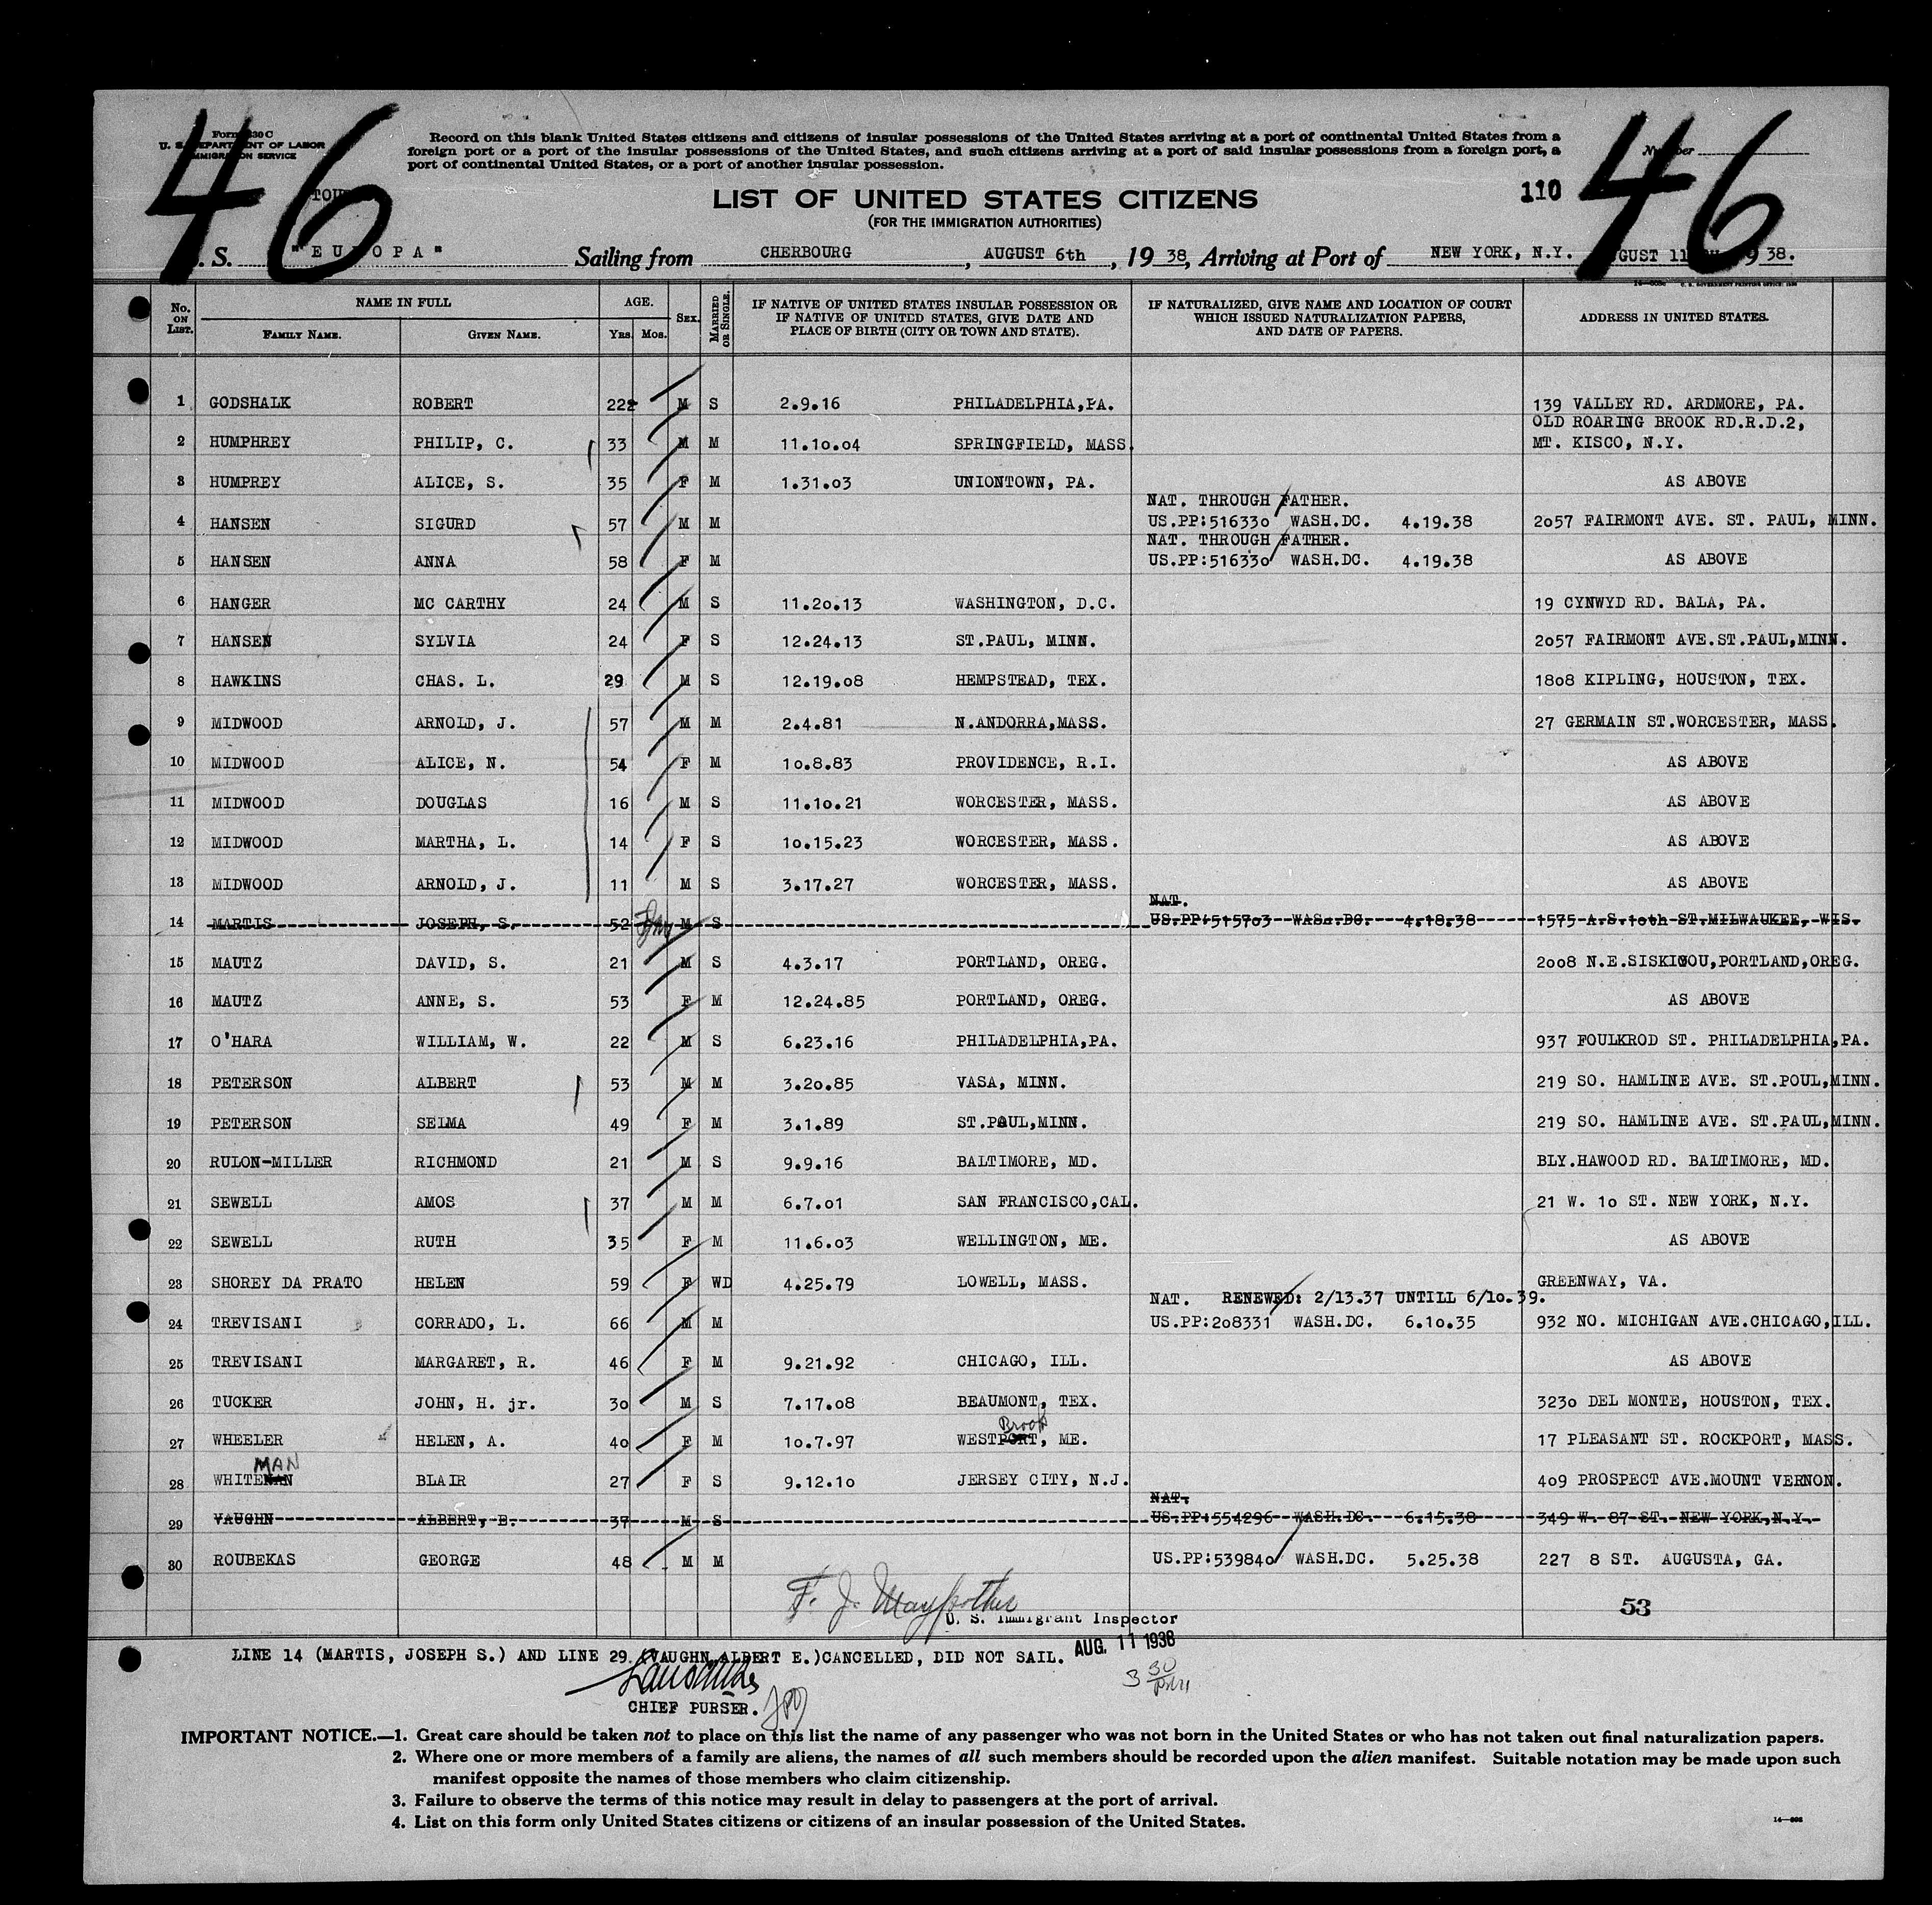 46
46
Form 630 C
U. S. DEPARTMENT OF LABOR
IMMIGRATION SERVICE
Record on this blank United States citizens and citizens of insular possessions of the United States arriving at a port of continental United States from a
foreign port or a port of the insular possessions of the United States, and such citizens arriving at a port of said insular possessions from a foreign port, a
port of continental United States, or a port of another insular possession.
Number
LIST OF UNITED STATES CITIZENS
110
(FOR THE IMMIGRATION AUTHORITIES)
S. S. "EUROPA" Sailing from CHERBOURG, AUGUST 6th, 19 38, Arriving at Port of NEW YORK, N.Y. AUGUST 11 19 38.
No. ON LIST. NAME IN FULL FAMILY NAME. GIVEN NAME. AGE. Yrs. Mos. SEX. MARRIED OR SINGLE. IF NATIVE OF UNITED STATES INSULAR POSSESSION OR IF NATIVE OF UNITED STATES, GIVE DATE AND PLACE OF BIRTH (CITY OR TOWN AND STATE). IF NATURALIZED, GIVE NAME AND LOCATION OF COURT WHICH ISSUED NATURALIZATION PAPERS, AND DATE OF PAPERS. ADDRESS IN UNITED STATES.
1 GODSHALK ROBERT 22 M S 2.9.16 PHILADELPHIA,PA. 139 VALLEY RD. ARDMORE, PA.
OLD ROARING BROOK RD.R.D.2,
2 HUMPHREY PHILIP, C. 33 M M 11.10.04 SPRINGFIELD, MASS. MT. KISCO, N.Y.
3 HUMPREY ALICE, S. 35 F M 1.31.03 UNIONTOWN, PA. AS ABOVE
NAT. THROUGH FATHER.
4 HANSEN SIGURD 57 M M US.PP:516330 WASH.DC. 4.19.38 2057 FAIRMONT AVE. ST. PAUL, MINN.
NAT. THROUGH FATHER.
5 HANSEN ANNA 58 F M US.PP:516330 WASH.DC. 4.19.38 AS ABOVE
6 HANGER MC CARTHY 24 M S 11.20.13 WASHINGTON, D.C. 19 CYNWYD RD. BALA, PA.
7 HANSEN SYLVIA 24 F S 12.24.13 ST.PAUL, MINN. 2057 FAIRMONT AVE.ST.PAUL,MINN.
8 HAWKINS CHAS. L. 29 M S 12.19.08 HEMPSTEAD, TEX. 1808 KIPLING, HOUSTON, TEX.
9 MIDWOOD ARNOLD, J. 57 M M 2.4.81 N.ANDORRA,MASS. 27 GERMAIN ST.WORCESTER, MASS.
10 MIDWOOD ALICE, N. 54 F M 10.8.83 PROVIDENCE, R.I. AS ABOVE
11 MIDWOOD DOUGLAS 16 M S 11.10.21 WORCESTER, MASS. AS ABOVE
12 MIDWOOD MARTHA, L. 14 F S 10.15.23 WORCESTER, MASS. AS ABOVE
13 MIDWOOD ARNOLD, J. 11 M S 3.17.27 WORCESTER, MASS. AS ABOVE
NAT.
14 MARTIS JOSEPH, S. 52 M S US.PP:515703 WASH.DC. 4.18.38 1575 A.S.10th ST.MILWAUKEE, WIS.
15 MAUTZ DAVID, S. 21 M S 4.3.17 PORTLAND, OREG. 2008 N.E.SISKIYOU,PORTLAND,OREG.
16 MAUTZ ANNE, S. 53 F M 12.24.85 PORTLAND, OREG. AS ABOVE
17 O'HARA WILLIAM, W. 22 M S 6.23.16 PHILADELPHIA,PA. 937 FOULKROD ST. PHILADELPHIA,PA.
18 PETERSON ALBERT 53 M M 3.20.85 VASA, MINN. 219 SO. HAMLINE AVE. ST.POUL,MINN.
19 PETERSON SELMA 49 F M 3.1.89 ST.PAUL,MINN. 219 SO. HAMLINE AVE. ST.PAUL,MINN.
20 RULON-MILLER RICHMOND 21 M S 9.9.16 BALTIMORE, MD. BLY.HAWOOD RD. BALTIMORE, MD.
21 SEWELL AMOS 37 M M 6.7.01 SAN FRANCISCO,CAL. 21 W. 10 ST. NEW YORK, N.Y.
22 SEWELL RUTH 35 F M 11.6.03 WELLINGTON, ME. AS ABOVE
23 SHOREY DA PRATO HELEN 59 F WD 4.25.79 LOWELL, MASS. GREENWAY, VA.
NAT. RENEWED: 2/13.37 UNTILL 6/10.39.
24 TREVISANI CORRADO, L. 66 M M US.PP:208331 WASH.DC. 6.10.35 932 NO. MICHIGAN AVE.CHICAGO,ILL.
25 TREVISANI MARGARET, R. 46 F M 9.21.92 CHICAGO, ILL. AS ABOVE
26 TUCKER JOHN, H. jr. 30 M S 7.17.08 BEAUMONT, TEX. 3230 DEL MONTE, HOUSTON, TEX.
Brook
27 WHEELER HELEN, A. 40 F M 10.7.97 WESTPORT, ME. 17 PLEASANT ST. ROCKPORT, MASS.
MAN
28 WHITENAN BLAIR 27 F S 9.12.10 JERSEY CITY, N.J. 409 PROSPECT AVE.MOUNT VERNON.
NAT.
29 VAUGHN ALBERT, E. 37 M S US.PP:554296 WASH.DC. 6.15.38 349 W. 87 ST. NEW YORK,N.Y.
30 ROUBEKAS GEORGE 48 M M US.PP:539840 WASH.DC. 5.25.38 227 8 ST. AUGUSTA, GA.
F. J. Mayfrother
53
U. S. Immigrant Inspector
LINE 14 (MARTIS, JOSEPH S.) AND LINE 29 (VAUGHN ALBERT E.)CANCELLED, DID NOT SAIL. AUG. 11 1938
3 30 PM
CHIEF PURSER.
IMPORTANT NOTICE.—1. Great care should be taken not to place on this list the name of any passenger who was not born in the United States or who has not taken out final naturalization papers.
2. Where one or more members of a family are aliens, the names of all such members should be recorded upon the alien manifest. Suitable notation may be made upon such
manifest opposite the names of those members who claim citizenship.
3. Failure to observe the terms of this notice may result in delay to passengers at the port of arrival.
4. List on this form only United States citizens or citizens of an insular possession of the United States.